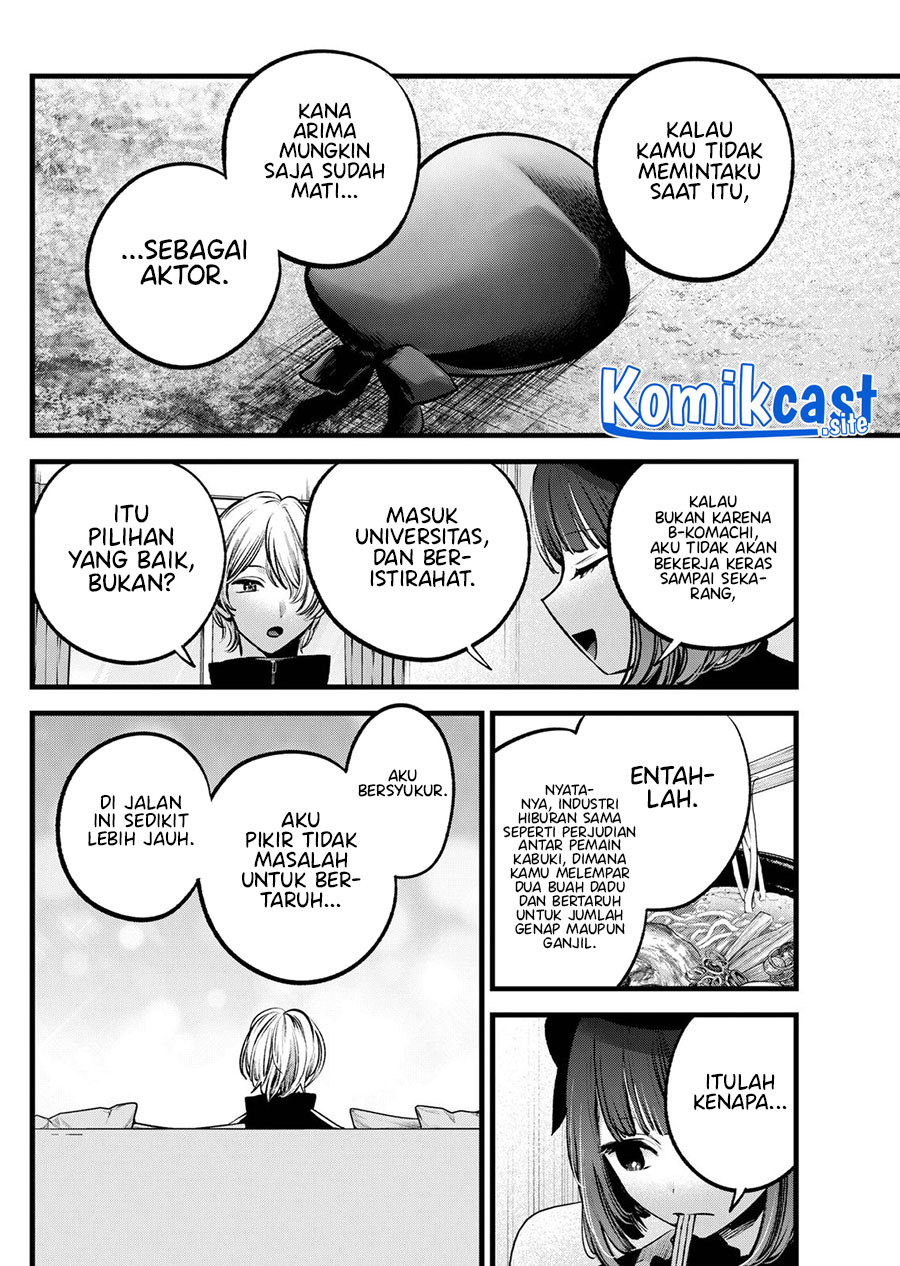 KALAU
KAMU TIDAK
MEMINTAKU
SAAT ITU,
KANA
ARIMA
MUNGKIN
SAJA SUDAH
MATI...
...SEBAGAI
AKTOR.
Komikcast
.site
KALAU
BUKAN KARENA
B-KOMACHI,
AKU TIDAK AKAN
BEKERJA KERAS
SAMPAI SEKA-
RANG,
MASUK
UNIVERSITAS,
DAN BER-
ISTIRAHAT.
ITU
PILIHAN
YANG BAIK,
BUKAN?
ENTAH-
LAH.
NYATA-
NYA, INDUSTRI
HIBURAN SAMA
SEPERTI PERJUDIAN
ANTAR PEMAIN
KABUKI, DIMANA
KAMU MELEMPAR
DUA BUAH DADU
DAN BERTARUH
UNTUK JUMLAH
GENAP MAUPUN
GANJIL.
ITULAH
KENAPA...
AKU
BERSYUKUR.
AKU
PIKIR TIDAK
MASALAH
UNTUK BER-
TARUH...
DI JALAN
INI SEDIKIT
LEBIH JAUH.